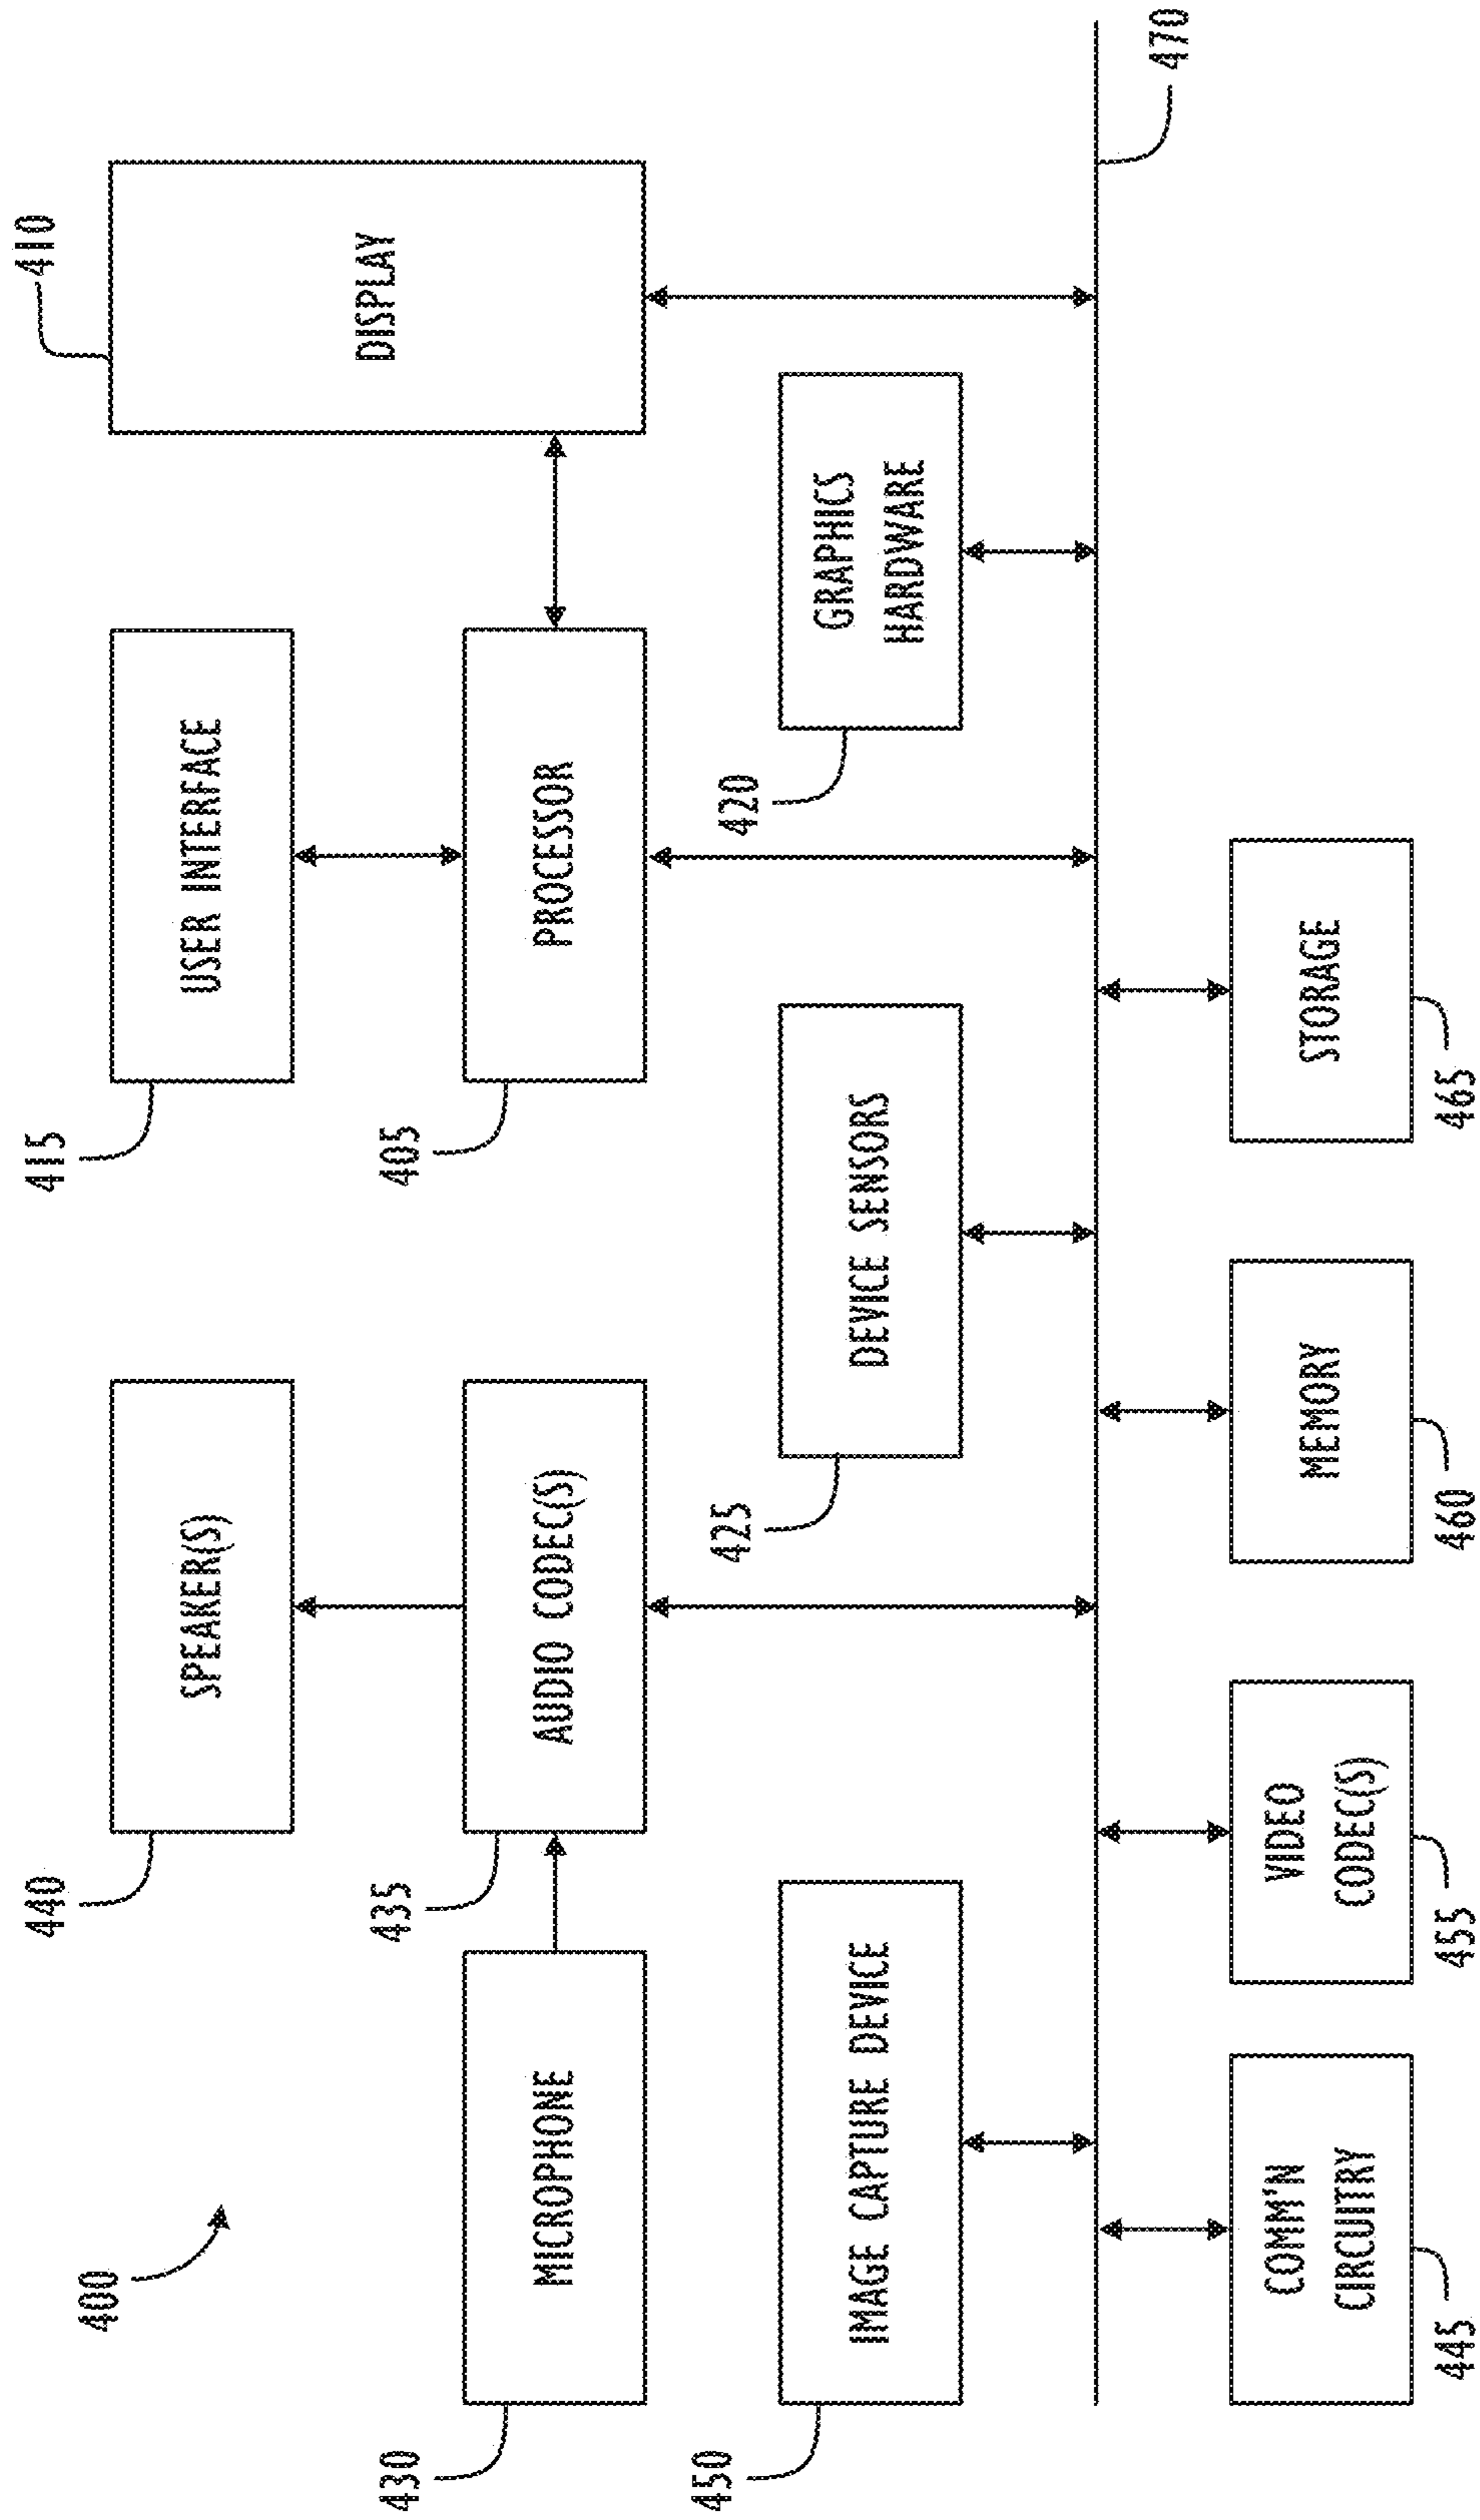 400
440
SPEAKER(S)
415
USER INTERFACE
410
DISPLAY
430
MICROPHONE
435
AUDIO CODEC(S)
405
PROCESSOR
450
IMAGE CAPTURE DEVICE
425
DEVICE SENSORS
420
GRAPHICS
HARDWARE
470
COMM'N
CIRCUITRY
445
VIDEO
CODEC(S)
455
MEMORY
460
STORAGE
465